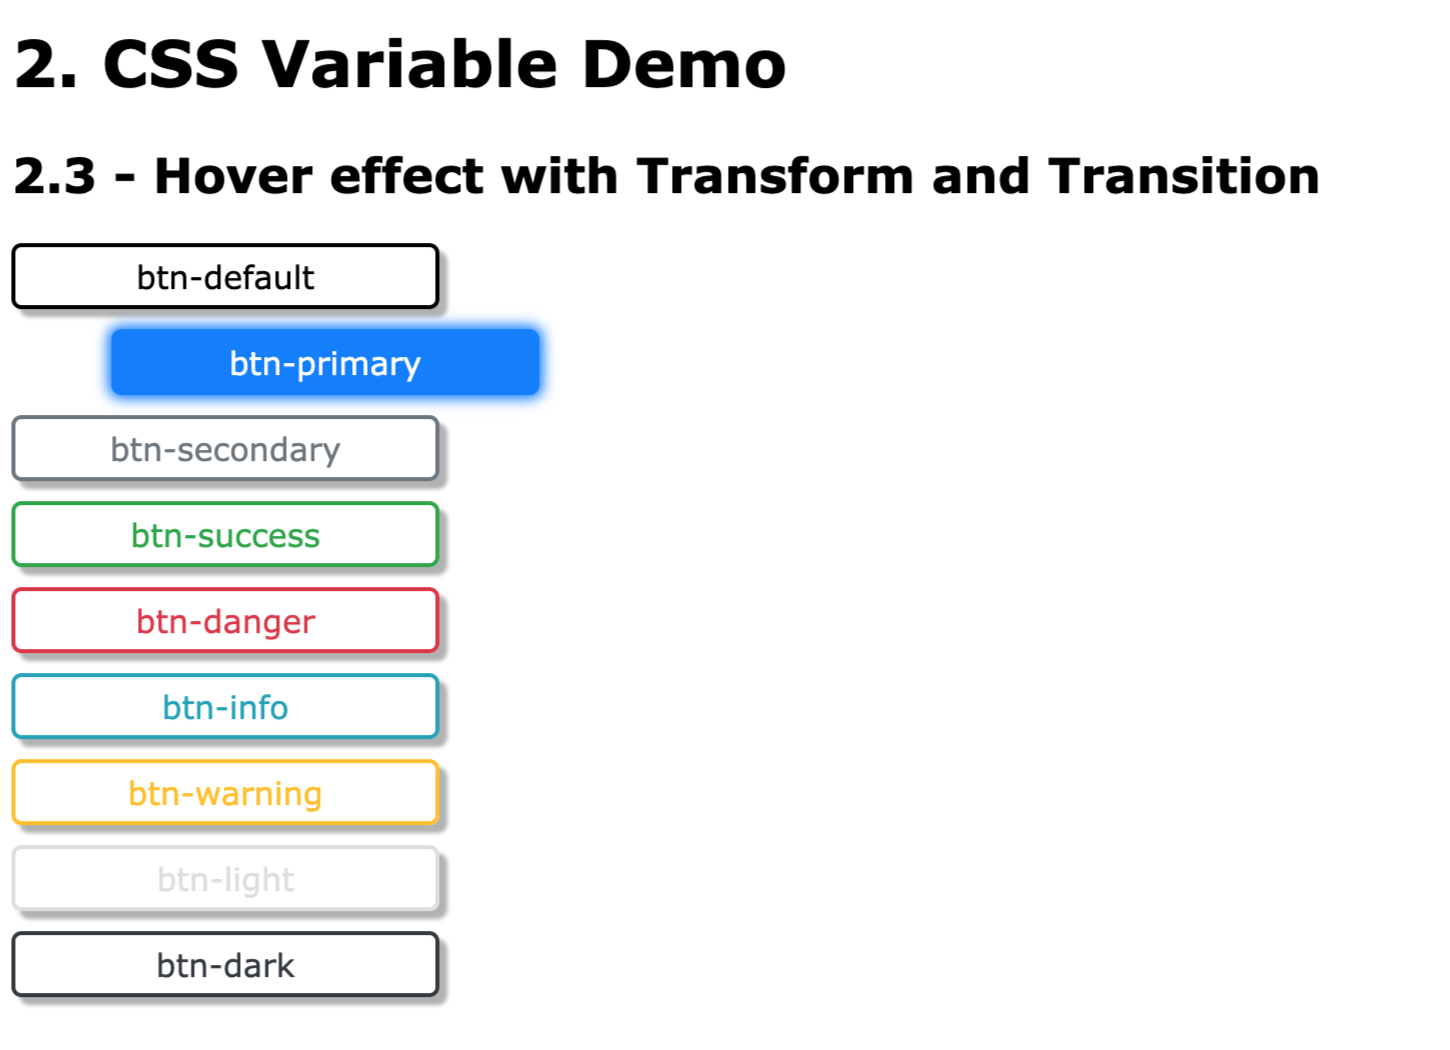 2. CSS Variable Demo
2.3 - Hover effect with Transform and Transition
btn-default
btn-primary
btn-secondary
btn-success
btn-danger
btn-info
btn-warning
btn-light
btn-dark